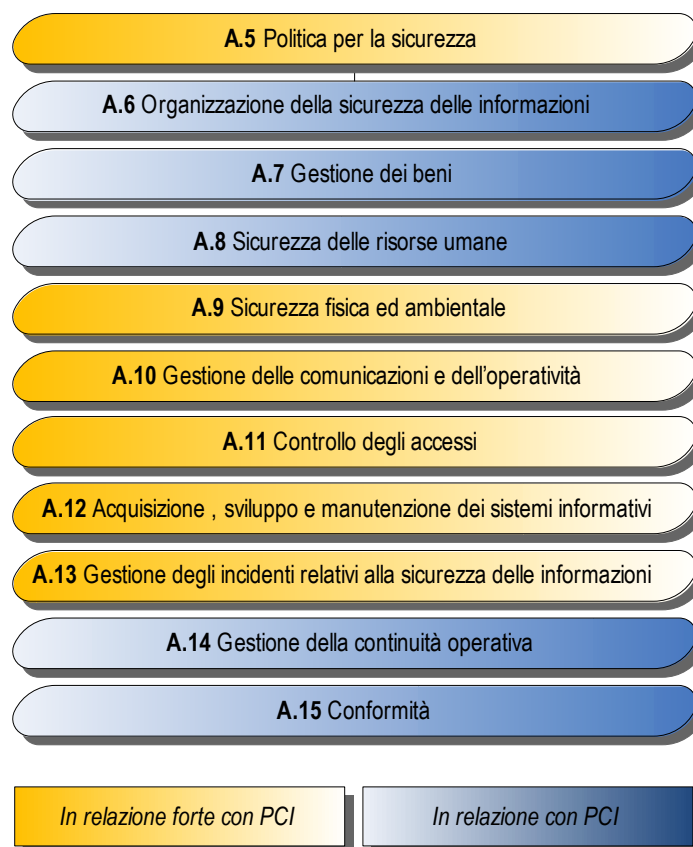 A.5 Politica per la sicurezza
A.6 Organizzazione della sicurezza delle informazioni
A.7 Gestione dei beni
A.8 Sicurezza delle risorse umane
A.9 Sicurezza fisica ed ambientale
A.10 Gestione delle comunicazioni e dell'operatività
A.11 Controllo degli accessi
A.12 Acquisizione , sviluppo e manutenzione dei sistemi informativi
A.13 Gestione degli incidenti relativi alla sicurezza delle informazioni
A.14 Gestione della continuità operativa
A.15 Conformità
In relazione forte con PCI
In relazione con PCI